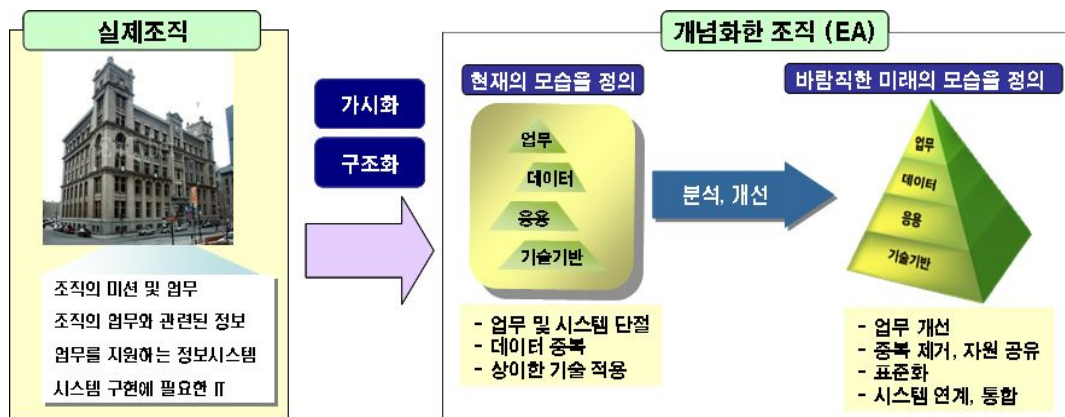 실제조직
조직의 미션 및 업무
조직의 업무와 관련된 정보
업무를 지원하는 정보시스템
시스템 구현에 필요한 IT
가시화
구조화
개념화한 조직 (EA)
현재의 모습을 정의
업무
데이터
응용
기술기반
- 업무 및 시스템 단절
- 데이터 중복
- 상이한 기술 적용
분석, 개선
바람직한 미래의 모습을 정의
업무
데이터
응용
기술기반
- 업무 개선
- 중복 제거, 자원 공유
- 표준화
- 시스템 연계, 통합